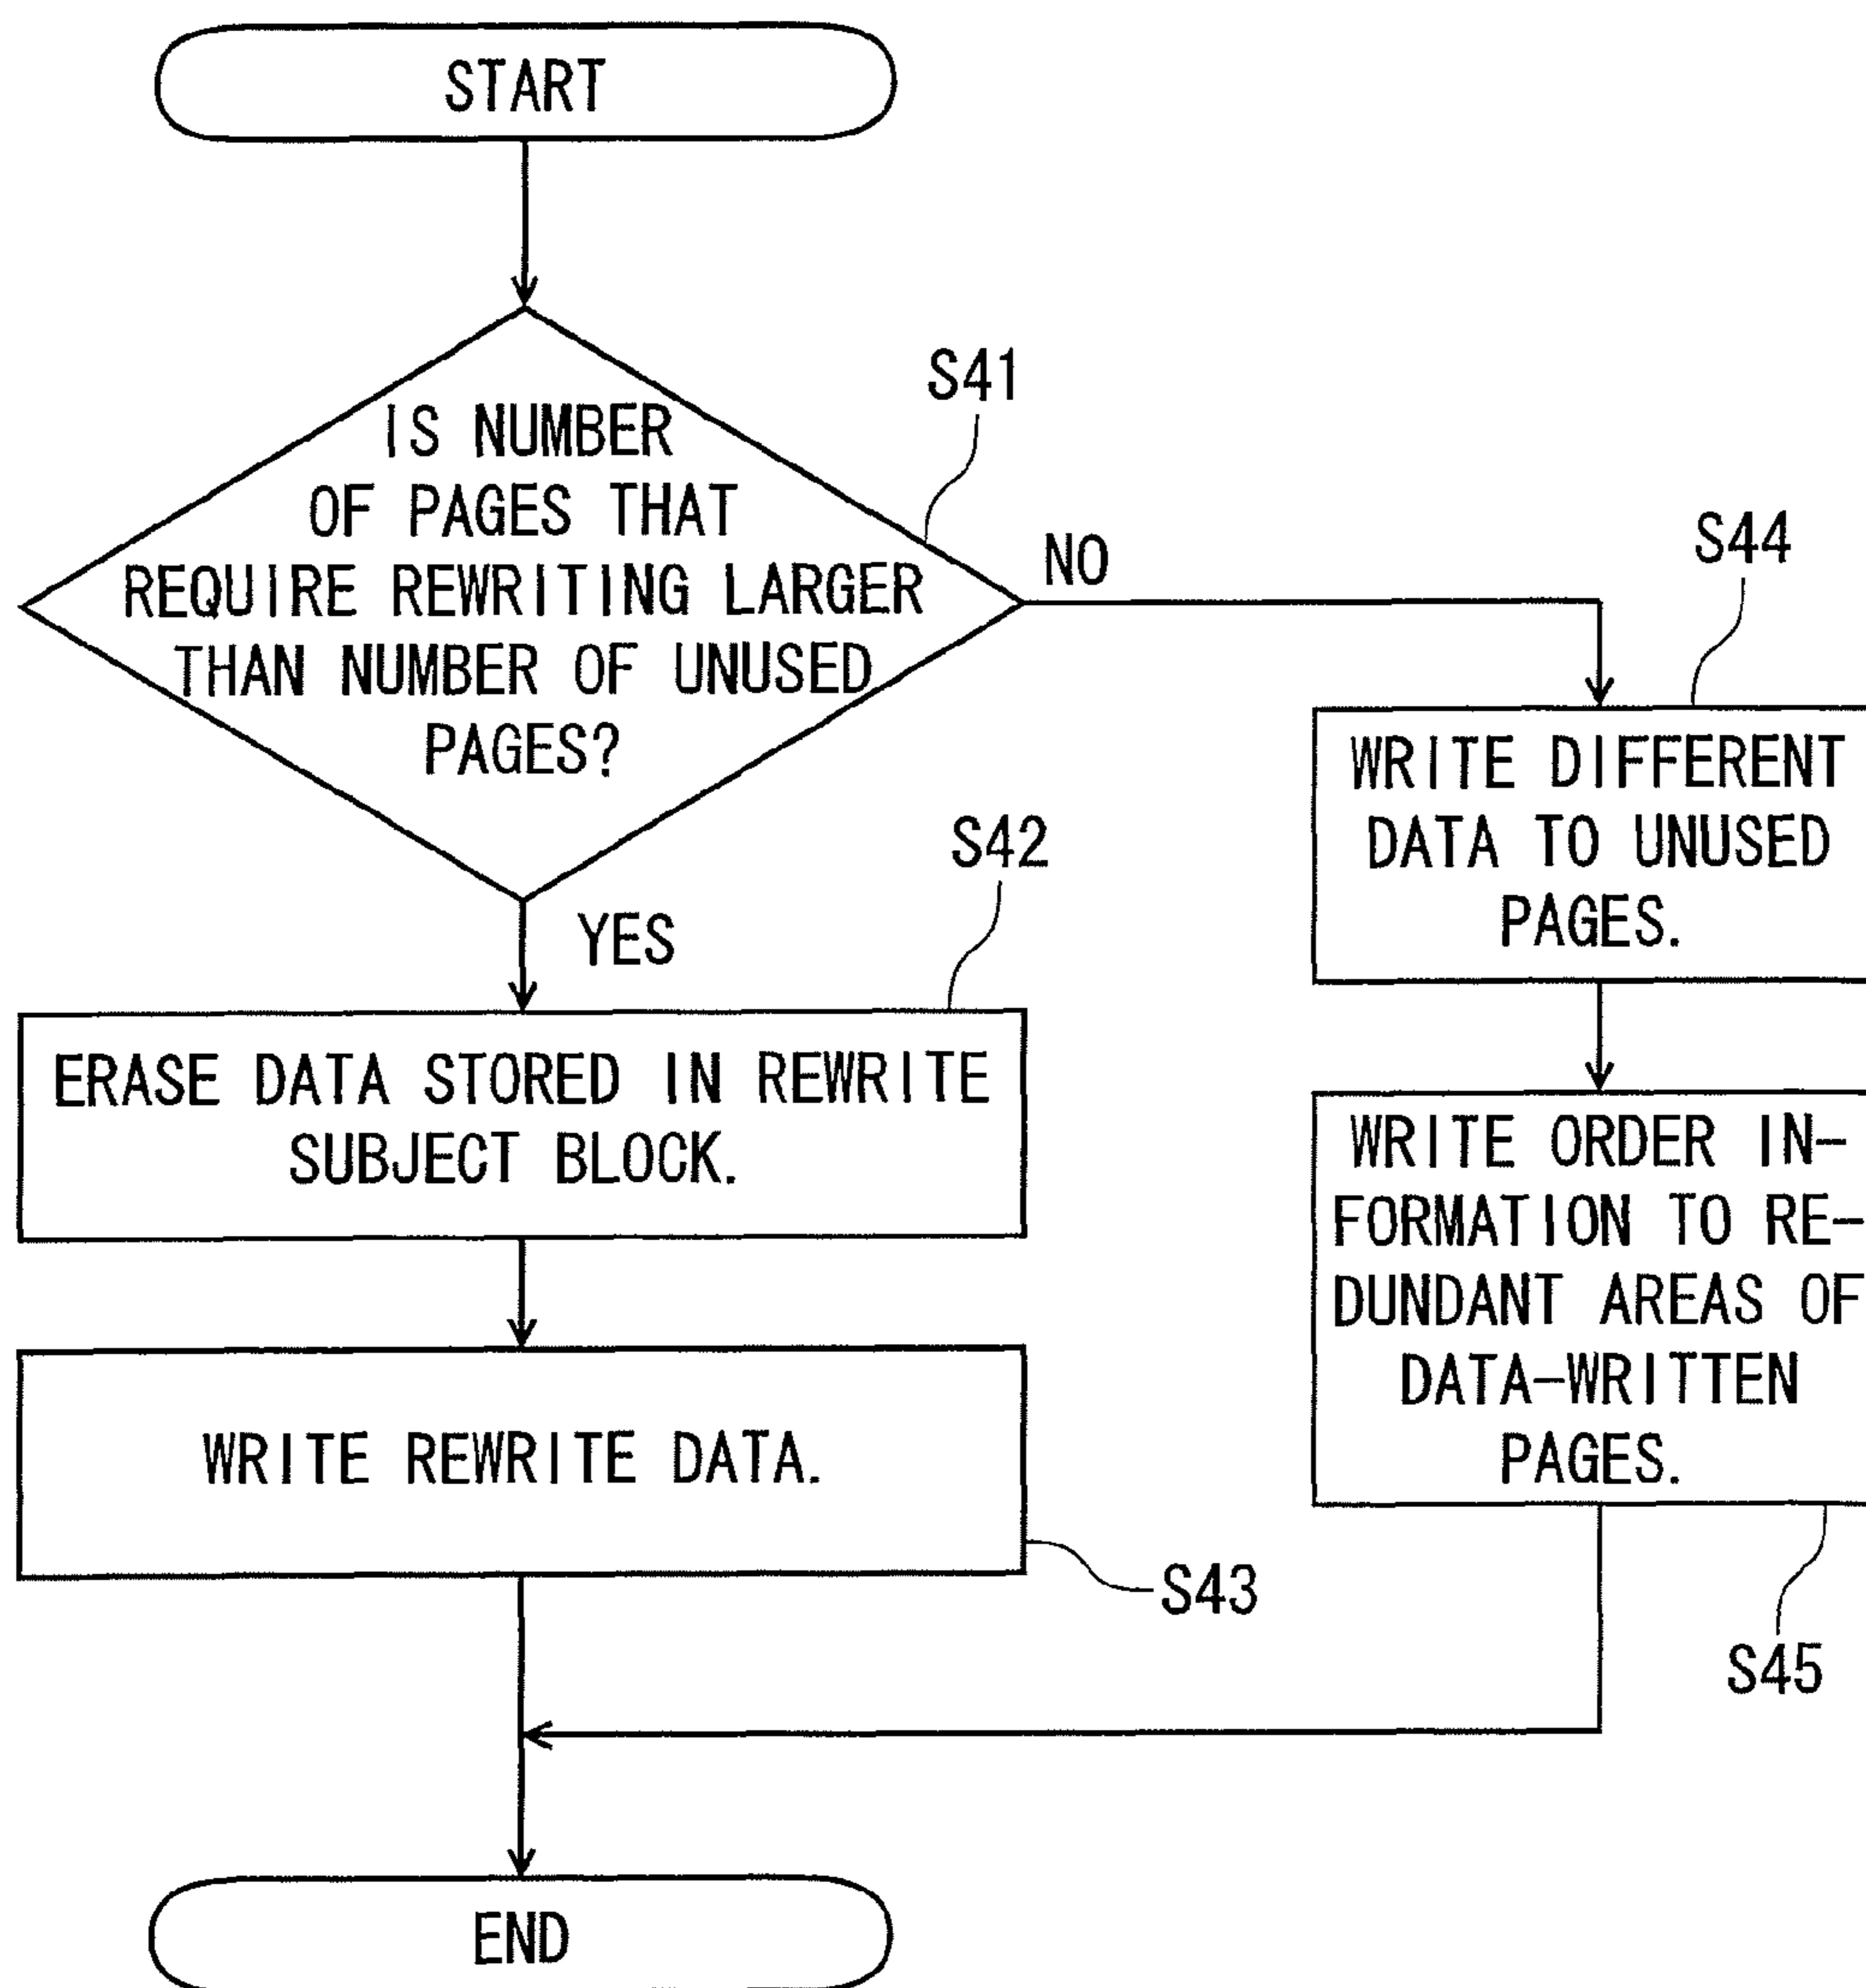 START
S41
IS NUMBER
OF PAGES THAT
REQUIRE REWRITING LARGER
THAN NUMBER OF UNUSED
PAGES?
NO
YES
S42
ERASE DATA STORED IN REWRITE
SUBJECT BLOCK.
WRITE REWRITE DATA.
S43
S44
WRITE DIFFERENT
DATA TO UNUSED
PAGES.
WRITE ORDER IN-
FORMATION TO RE-
DUNDANT AREAS OF
DATA-WRITTEN
PAGES.
S45
END